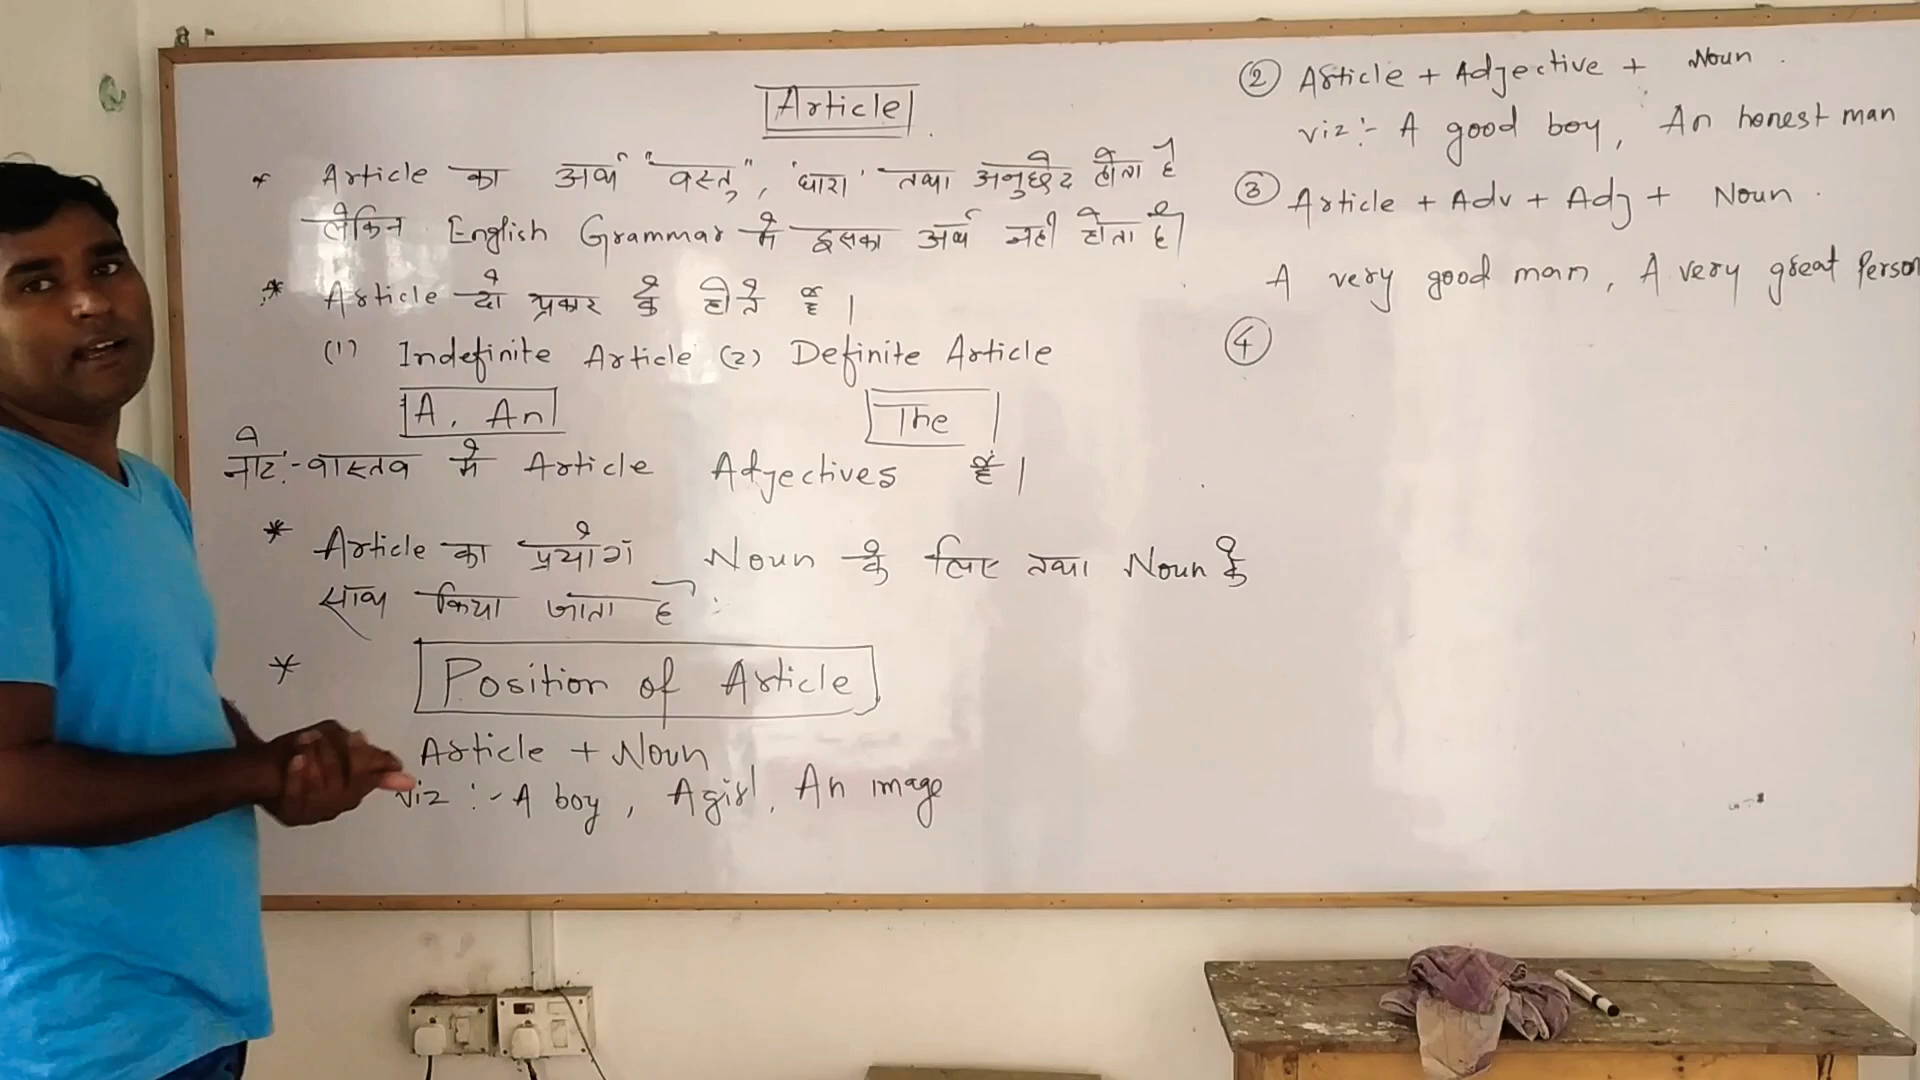 Article
* Article का अर्थ "वस्तु", 'धारा' तथा अनुछेद होता है
लेकिन English Grammar मे इसका अर्थ नही होता है।
* Article दो प्रकार के होते हैं।
(1) Indefinite Article (2) Definite Article
A, An The
नोट:- वास्तव मे Article Adjectives हैं।
* Article का प्रयोग Noun के लिए तथा Noun के
साथ किया जाता है
* Position of Article
Article + Noun
viz :- A boy, A girl, An image
② Article + Adjective + Noun.
viz :- A good boy, An honest man
③ Article + Adv + Adj + Noun.
A very good man, A very great Person
④